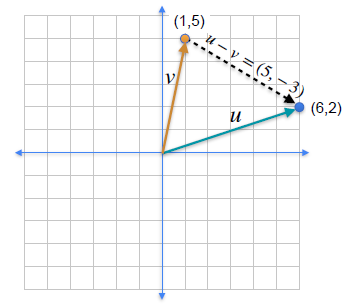 (1,5)
u – v = (5, – 3)
v
(6,2)
u